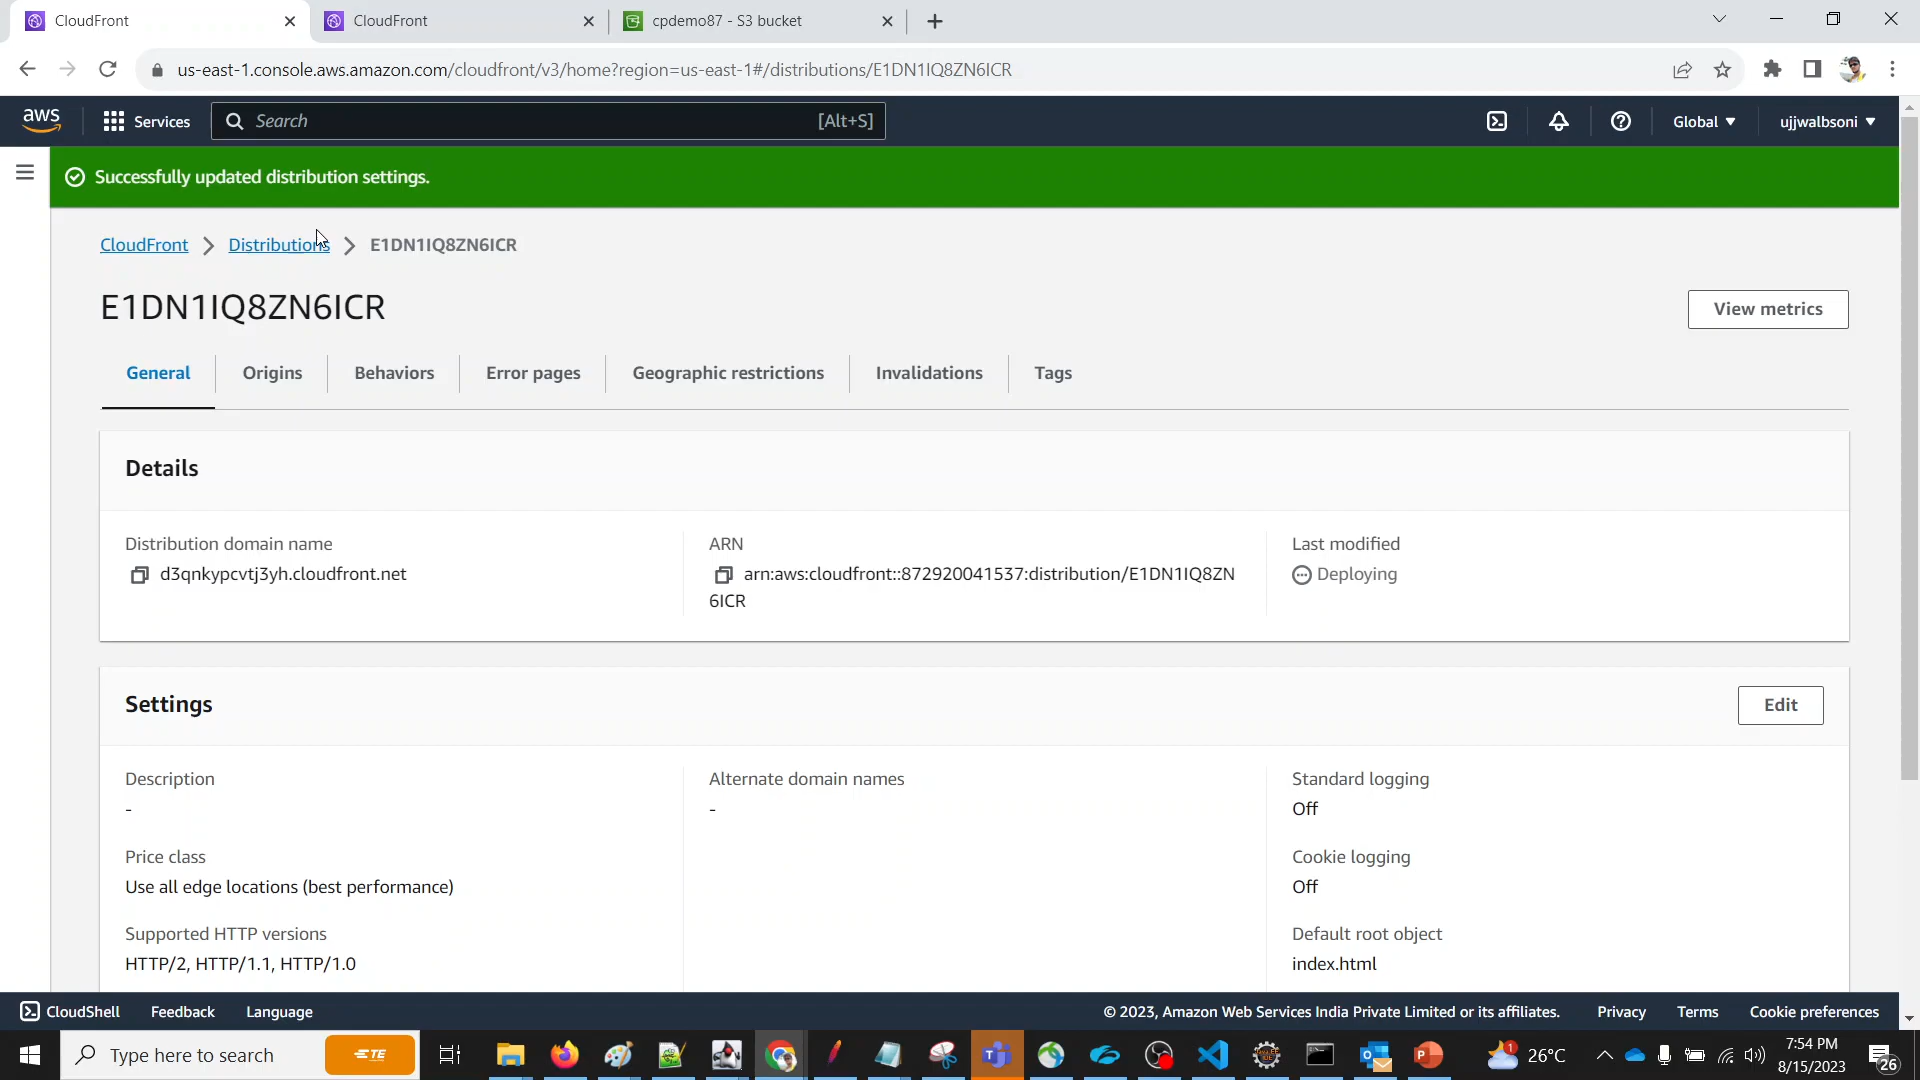 CloudFront
CloudFront
cpdemo87 - S3 bucket
us-east-1.console.aws.amazon.com/cloudfront/v3/home?region=us-east-1#/distributions/E1DN1IQ8ZN6ICR
aws
Services
Search
[Alt+S]
Global
ujjwalbsoni
Successfully updated distribution settings.
CloudFront
Distributions
E1DN1IQ8ZN6ICR
E1DN1IQ8ZN6ICR
View metrics
General
Origins
Behaviors
Error pages
Geographic restrictions
Invalidations
Tags
Details
Distribution domain name
d3qnkypcvtj3yh.cloudfront.net
ARN
arn:aws:cloudfront::872920041537:distribution/E1DN1IQ8ZN
6ICR
Last modified
Deploying
Settings
Edit
Description
-
Alternate domain names
-
Standard logging
Off
Price class
Use all edge locations (best performance)
Cookie logging
Off
Supported HTTP versions
HTTP/2, HTTP/1.1, HTTP/1.0
Default root object
index.html
CloudShell
Feedback
Language
© 2023, Amazon Web Services India Private Limited or its affiliates.
Privacy
Terms
Cookie preferences
Type here to search
TE
26°C
7:54 PM
8/15/2023
26